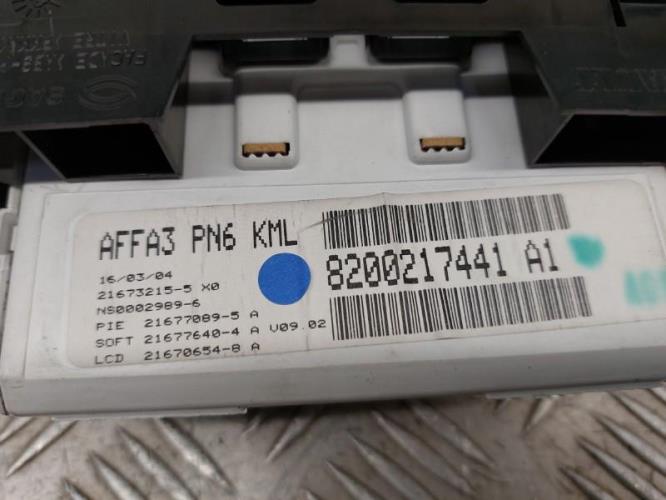 AFFA3 PN6 KML
16/03/04
21673215-5 X0
NS0002989-6
PIE 21677089-5 A
SOFT 21677640-4 A V09.02
LCD 21670654-8 A
8200217441 A1